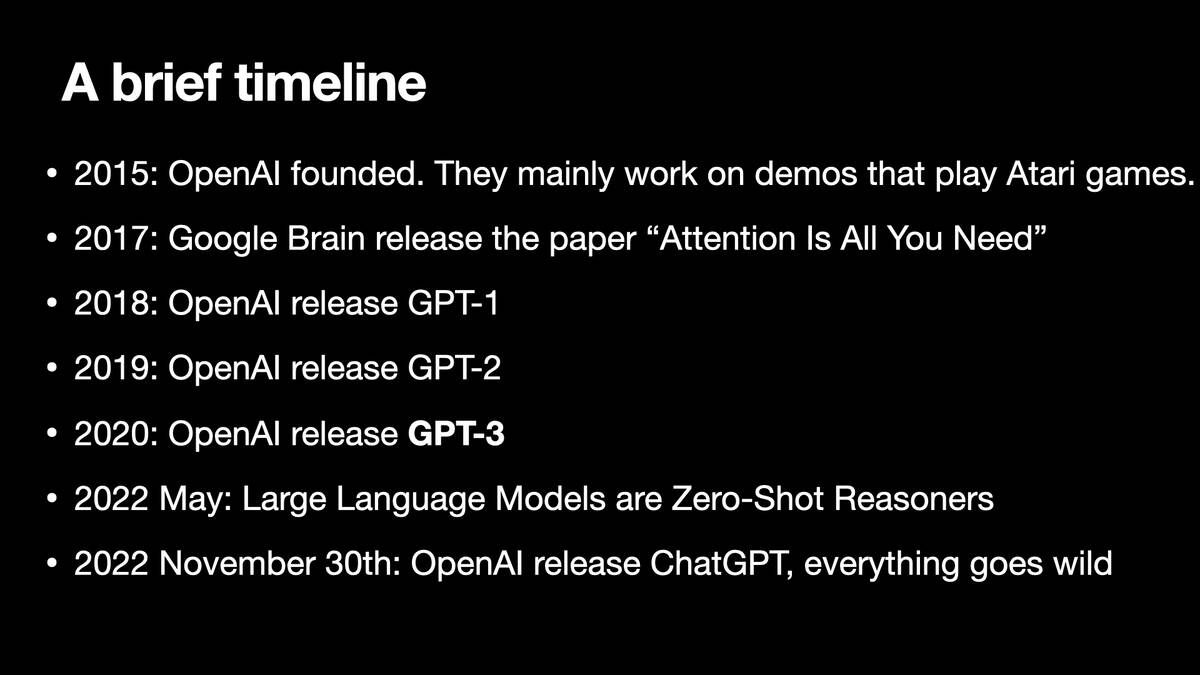 A brief timeline
• 2015: OpenAI founded. They mainly work on demos that play Atari games.
• 2017: Google Brain release the paper “Attention Is All You Need”
• 2018: OpenAI release GPT-1
• 2019: OpenAI release GPT-2
• 2020: OpenAI release GPT-3
• 2022 May: Large Language Models are Zero-Shot Reasoners
• 2022 November 30th: OpenAI release ChatGPT, everything goes wild